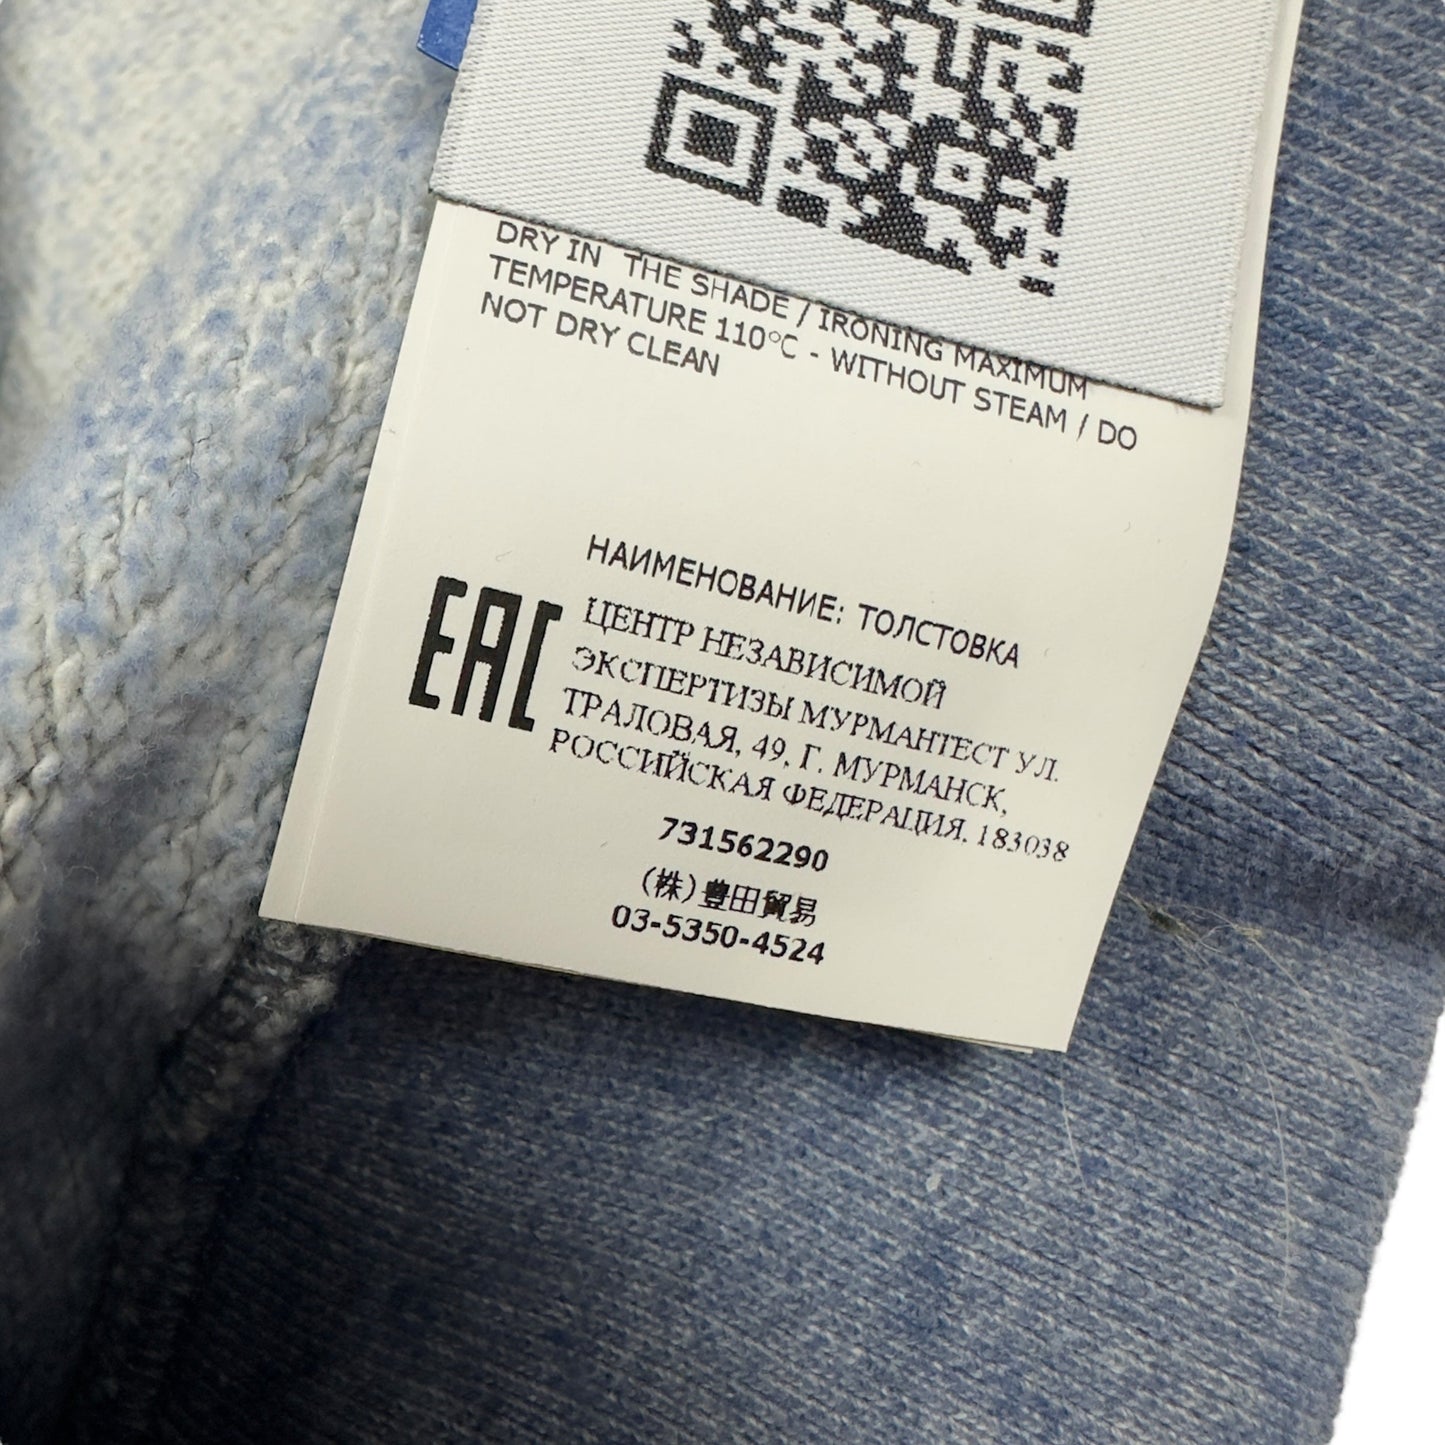 DRY IN THE SHADE / IRONING MAXIMUM
TEMPERATURE 110°C - WITHOUT STEAM / DO
NOT DRY CLEAN
НАИМЕНОВАНИЕ: ТОЛСТОВКА
EAC
ЦЕНТР НЕЗАВИСИМОЙ
ЭКСПЕРТИЗЫ МУРМАНТЕСТ УЛ.
ТРАЛОВАЯ, 49, Г. МУРМАНСК,
РОССИЙСКАЯ ФЕДЕРАЦИЯ, 183038
731562290
(株)豊田貿易
03-5350-4524